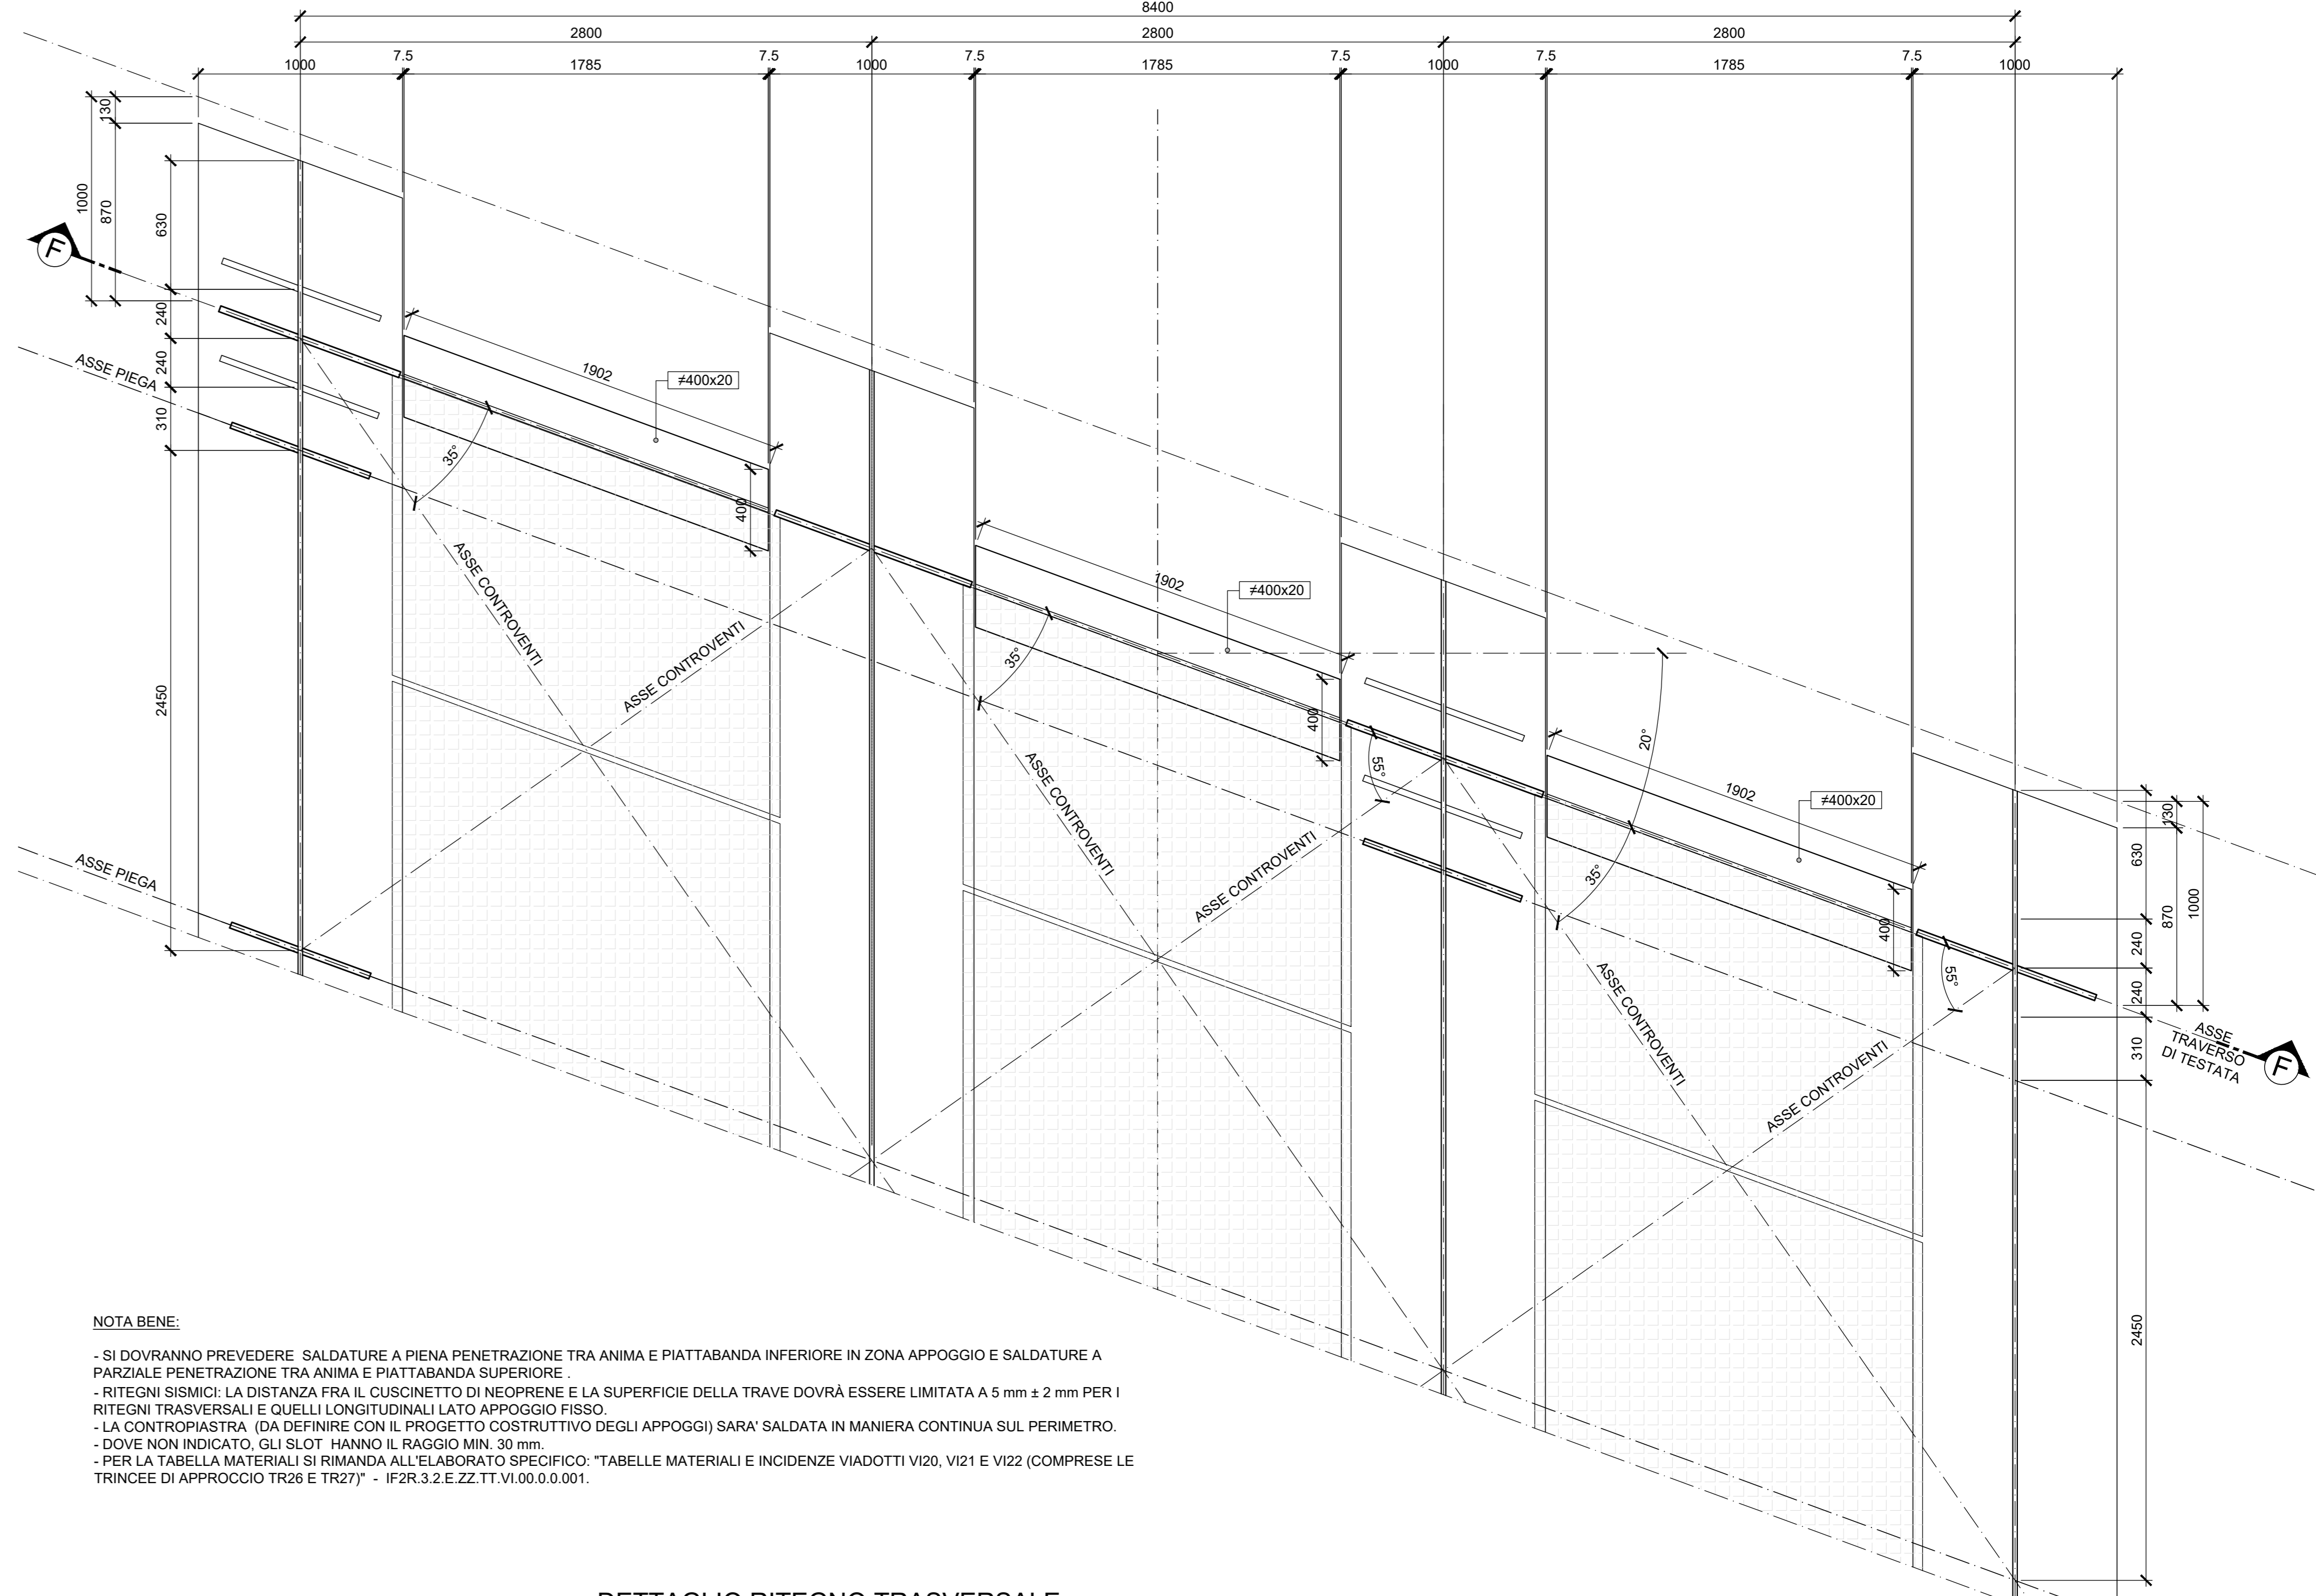 8400
2800 2800 2800
7.5 7.5 7.5 7.5 7.5 7.5
1000 1785 1000 1785 1000 1785 1000
130
1000
870
630
F
240
240
310
2450
ASSE PIEGA
ASSE PIEGA
1902
≠400x20
35°
400
ASSE CONTROVENTI
ASSE CONTROVENTI
1902
≠400x20
35°
400
55°
ASSE CONTROVENTI
ASSE CONTROVENTI
20°
1902
≠400x20
35°
400
55°
ASSE CONTROVENTI
ASSE CONTROVENTI
130
630
870
1000
240
240
310
2450
ASSE
TRAVERSO
DI TESTATA
F
NOTA BENE:
- SI DOVRANNO PREVEDERE SALDATURE A PIENA PENETRAZIONE TRA ANIMA E PIATTABANDA INFERIORE IN ZONA APPOGGIO E SALDATURE A
PARZIALE PENETRAZIONE TRA ANIMA E PIATTABANDA SUPERIORE .
- RITEGNI SISMICI: LA DISTANZA FRA IL CUSCINETTO DI NEOPRENE E LA SUPERFICIE DELLA TRAVE DOVRÀ ESSERE LIMITATA A 5 mm ± 2 mm PER I
RITEGNI TRASVERSALI E QUELLI LONGITUDINALI LATO APPOGGIO FISSO.
- LA CONTROPIASTRA (DA DEFINIRE CON IL PROGETTO COSTRUTTIVO DEGLI APPOGGI) SARA' SALDATA IN MANIERA CONTINUA SUL PERIMETRO.
- DOVE NON INDICATO, GLI SLOT HANNO IL RAGGIO MIN. 30 mm.
- PER LA TABELLA MATERIALI SI RIMANDA ALL'ELABORATO SPECIFICO: "TABELLE MATERIALI E INCIDENZE VIADOTTI VI20, VI21 E VI22 (COMPRESE LE
TRINCEE DI APPROCCIO TR26 E TR27)" - IF2R.3.2.E.ZZ.TT.VI.00.0.0.001.
DETTAGLIO RITEGNO TRASVERSALE